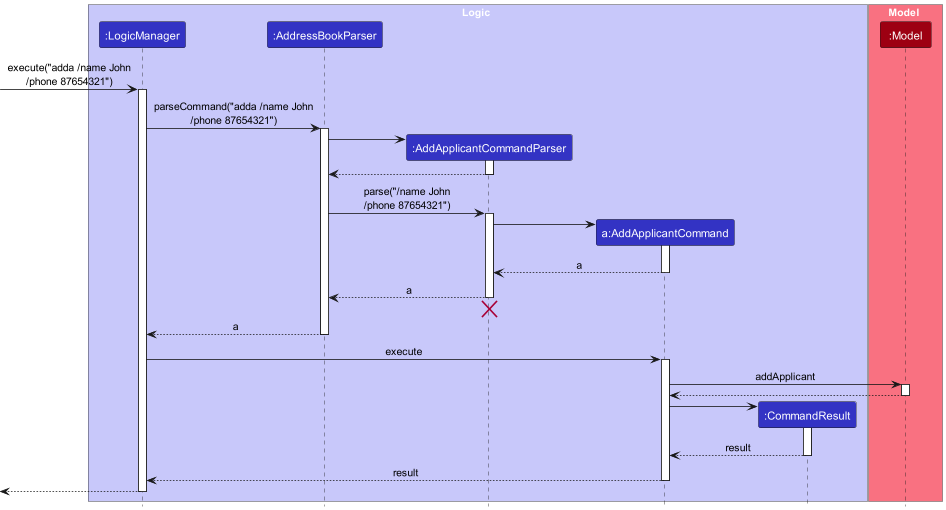 Logic
Model
:LogicManager
:AddressBookParser
:Model
execute("adda /name John
/phone 87654321")
parseCommand("adda /name John
/phone 87654321")
:AddApplicantCommandParser
parse("/name John
/phone 87654321")
a:AddApplicantCommand
a
a
a
execute
addApplicant
:CommandResult
result
result